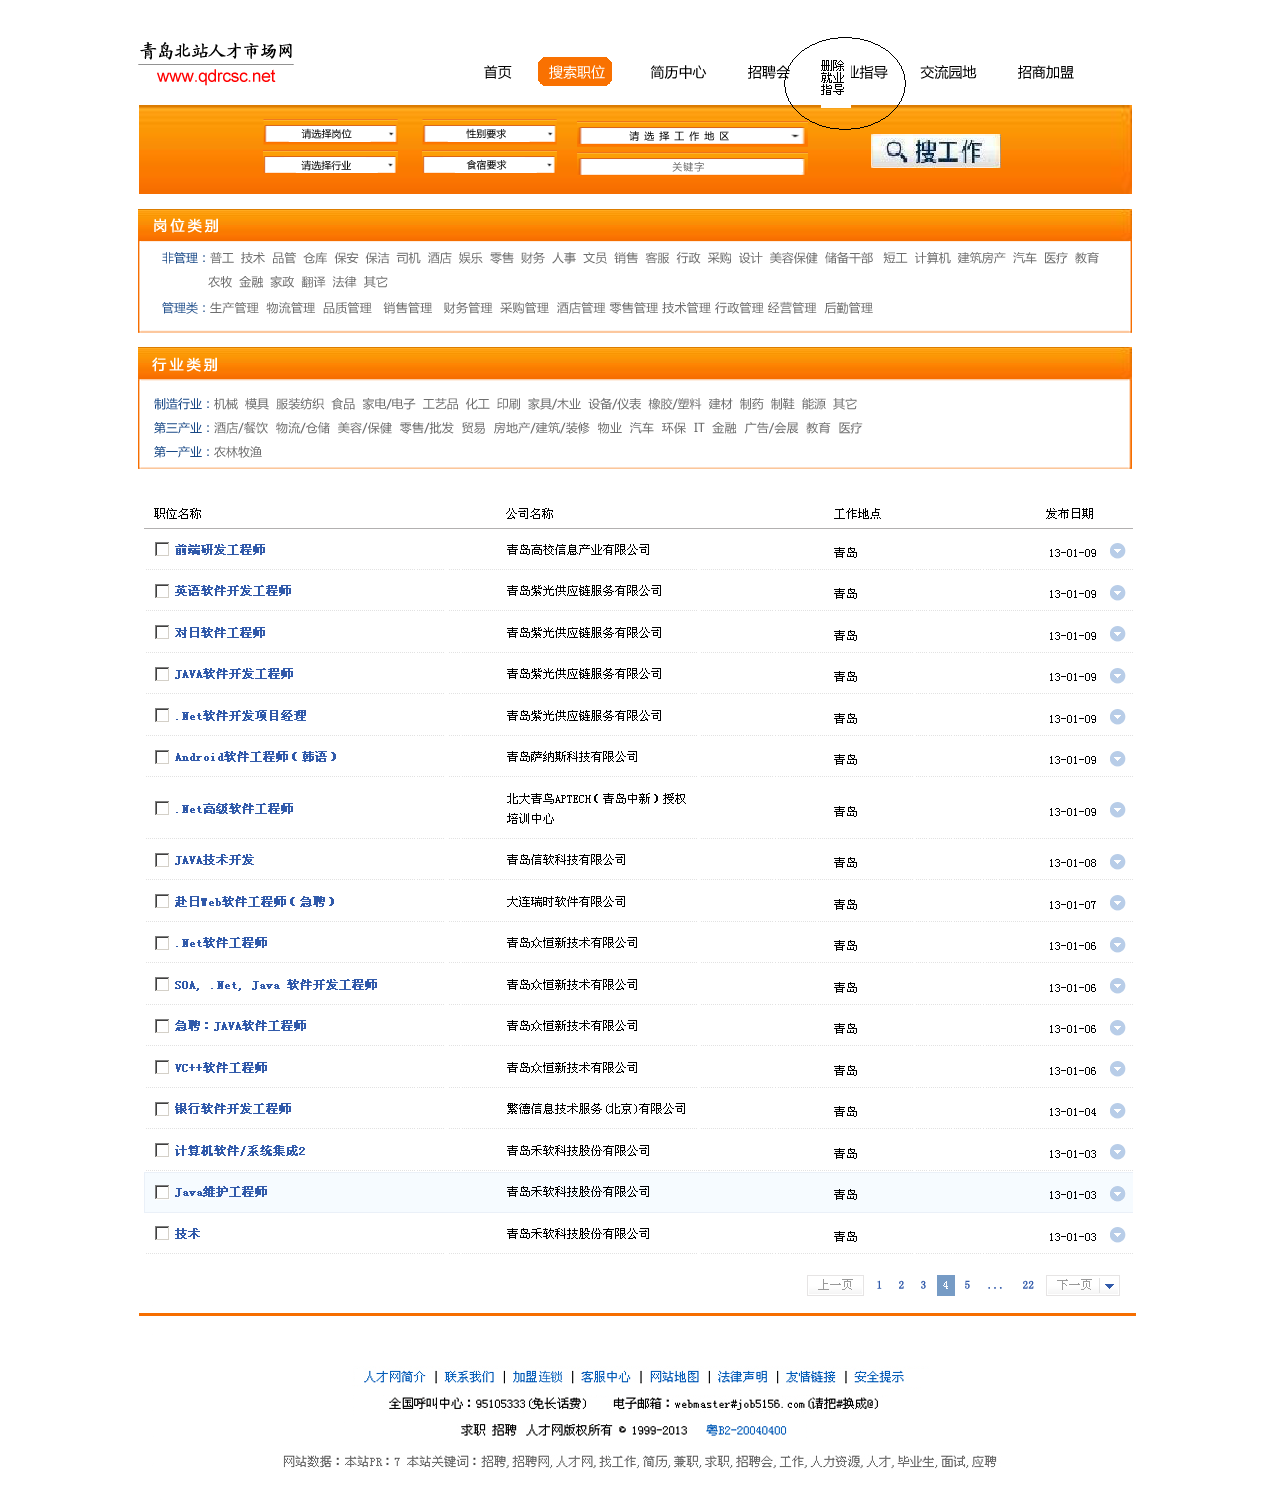 青岛北站人才市场网
www.qdrcsc.net
首页 搜索职位 简历中心 招聘会 业指导 交流园地 招商加盟
删除
就业
指导
请选择岗位 性别要求 请选择工作地区
搜工作
请选择行业 食宿要求 关键字
岗位类别
非管理：普工 技术 品管 仓库 保安 保洁 司机 酒店 娱乐 零售 财务 人事 文员 销售 客服 行政 采购 设计 美容保健 储备干部 短工 计算机 建筑房产 汽车 医疗 教育
农牧 金融 家政 翻译 法律 其它
管理类：生产管理 物流管理 品质管理 销售管理 财务管理 采购管理 酒店管理 零售管理 技术管理 行政管理 经营管理 后勤管理
行业类别
制造行业：机械 模具 服装纺织 食品 家电/电子 工艺品 化工 印刷 家具/木业 设备/仪表 橡胶/塑料 建材 制药 制鞋 能源 其它
第三产业：酒店/餐饮 物流/仓储 美容/保健 零售/批发 贸易 房地产/建筑/装修 物业 汽车 环保 IT 金融 广告/会展 教育 医疗
第一产业：农林牧渔
职位名称 公司名称 工作地点 发布日期
前端研发工程师 青岛高校信息产业有限公司 青岛 13-01-09
英语软件开发工程师 青岛紫光供应链服务有限公司 青岛 13-01-09
对日软件工程师 青岛紫光供应链服务有限公司 青岛 13-01-09
JAVA软件开发工程师 青岛紫光供应链服务有限公司 青岛 13-01-09
.Net软件开发项目经理 青岛紫光供应链服务有限公司 青岛 13-01-09
Android软件工程师（韩语） 青岛萨纳斯科技有限公司 青岛 13-01-09
.Net高级软件工程师 北大青鸟APTECH（青岛中新）授权 青岛 13-01-09
培训中心
JAVA技术开发 青岛信软科技有限公司 青岛 13-01-08
赴日Web软件工程师（急聘） 大连瑞时软件有限公司 青岛 13-01-07
.Net软件工程师 青岛众恒新技术有限公司 青岛 13-01-06
SOA, .Net, Java 软件开发工程师 青岛众恒新技术有限公司 青岛 13-01-06
急聘：JAVA软件工程师 青岛众恒新技术有限公司 青岛 13-01-06
VC++软件工程师 青岛众恒新技术有限公司 青岛 13-01-06
银行软件开发工程师 繁德信息技术服务(北京)有限公司 青岛 13-01-04
计算机软件/系统集成2 青岛禾软科技股份有限公司 青岛 13-01-03
Java维护工程师 青岛禾软科技股份有限公司 青岛 13-01-03
技术 青岛禾软科技股份有限公司 青岛 13-01-03
上一页 1 2 3 4 5 ... 22 下一页
人才网简介 | 联系我们 | 加盟连锁 | 客服中心 | 网站地图 | 法律声明 | 友情链接 | 安全提示
全国呼叫中心：95105333(免长话费) 电子邮箱：webmaster#job5156.com(请把#换成@)
求职 招聘 人才网版权所有 © 1999-2013 粤B2-20040400
网站数据：本站PR：7 本站关键词：招聘,招聘网,人才网,找工作,简历,兼职,求职,招聘会,工作,人力资源,人才,毕业生,面试,应聘